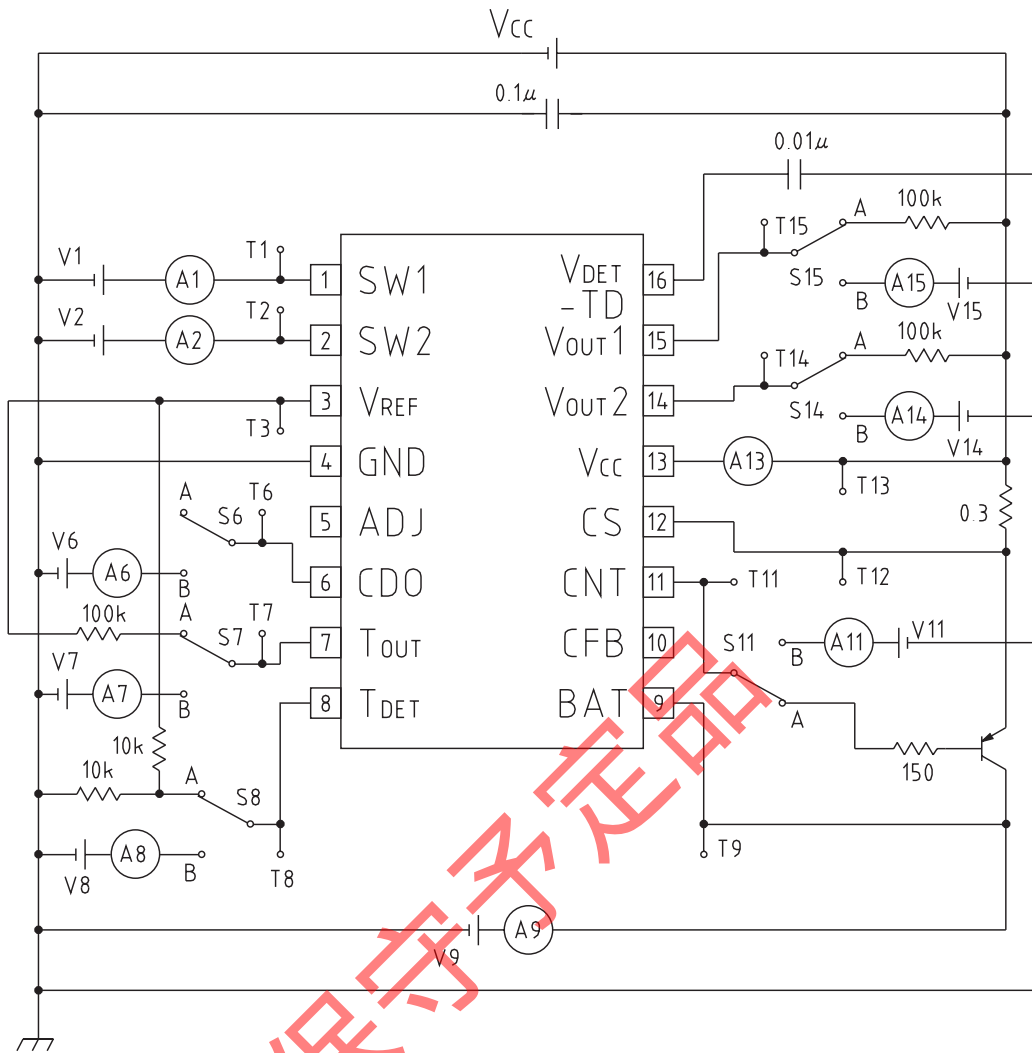 Vcc
0.1μ
0.01μ
100k
A
T15
S15
B
A15
V15
100k
A
T14
S14
B
A14
V14
V1
A1
T1
1
SW1
V2
A2
T2
2
SW2
3
VREF
T3
4
GND
5
ADJ
A
S6
T6
6
CDO
V6
A6
B
100k
A
S7
T7
7
TOUT
V7
A7
B
8
TDET
10k
10k
A
S8
V8
A8
B
T8
VDET
-TD
16
VOUT1
15
VOUT2
14
Vcc
13
A13
T13
0.3
CS
12
T12
CNT
11
T11
CFB
10
S11
B
A11
V11
A
BAT
9
150
T9
V9
A9
保守予定品